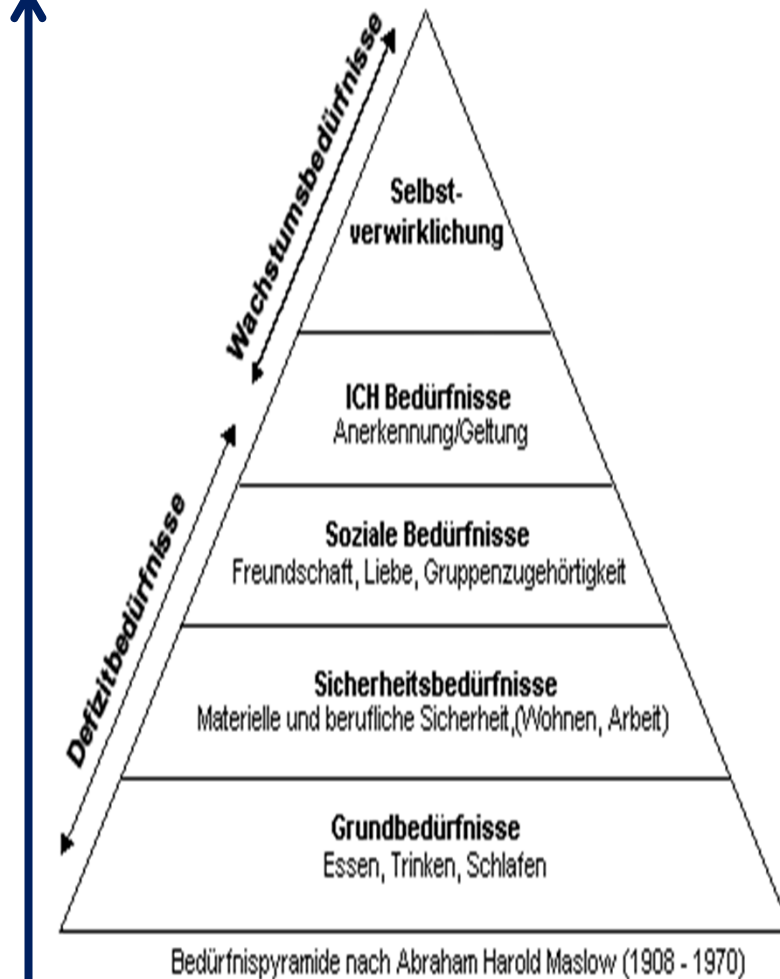 Wachstumsbedürfnisse
Defizitbedürfnisse
Selbst-
verwirklichung
ICH Bedürfnisse
Anerkennung/Geltung
Soziale Bedürfnisse
Freundschaft, Liebe, Gruppenzugehörtigkeit
Sicherheitsbedürfnisse
Materielle und berufliche Sicherheit,(Wohnen, Arbeit)
Grundbedürfnisse
Essen, Trinken, Schlafen
Bedürfnispyramide nach Abraham Harold Maslow (1908 - 1970)